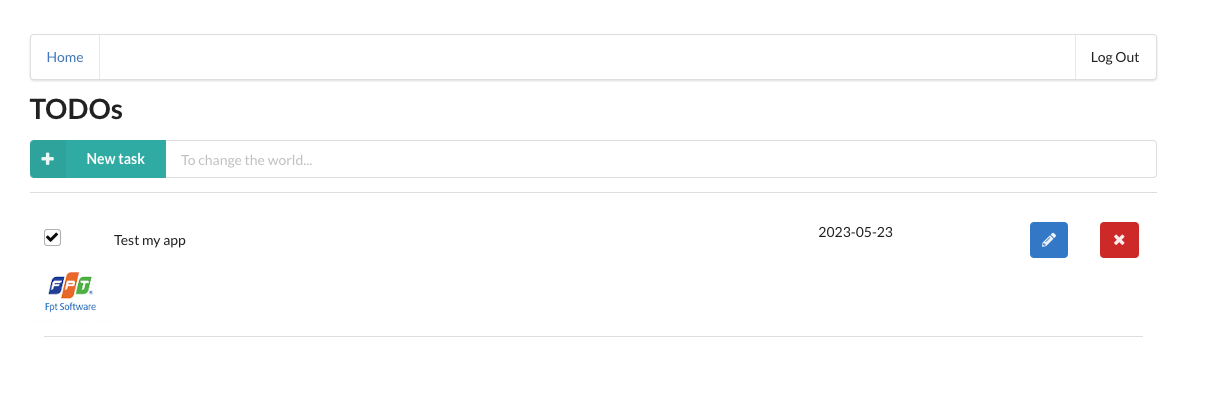 Home
Log Out
TODOs
New task
To change the world...
Test my app
2023-05-23
FPT
Fpt Software